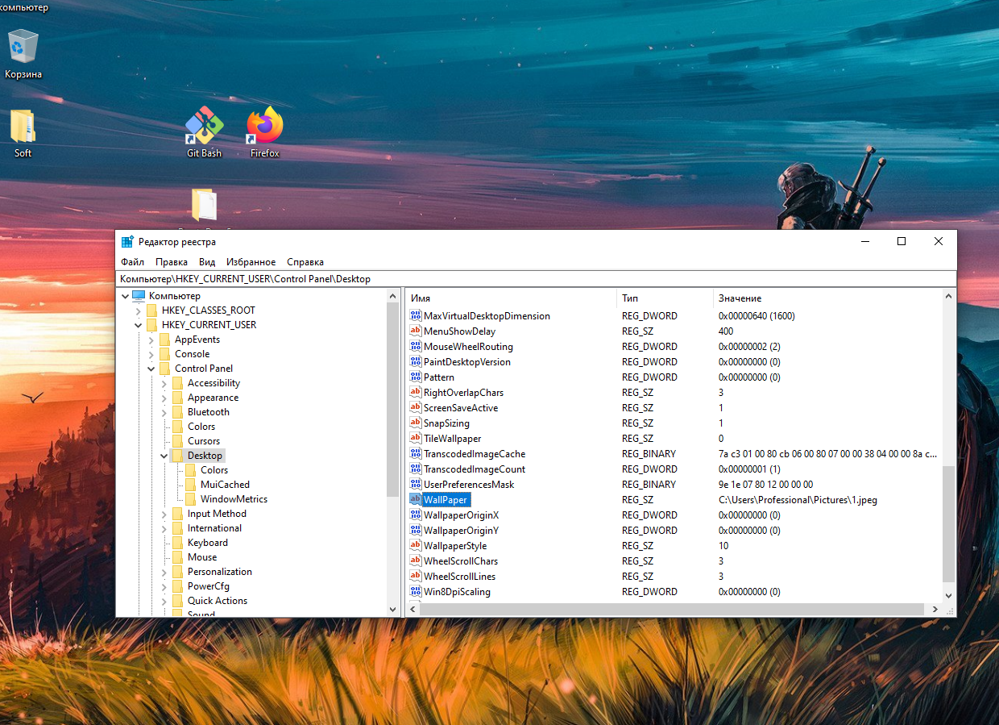 компьютер
Корзина
Soft
Git Bash
Firefox
Редактор реестра
Файл Правка Вид Избранное Справка
Компьютер\HKEY_CURRENT_USER\Control Panel\Desktop
Компьютер
HKEY_CLASSES_ROOT
HKEY_CURRENT_USER
AppEvents
Console
Control Panel
Accessibility
Appearance
Bluetooth
Colors
Cursors
Desktop
Colors
MuiCached
WindowMetrics
Input Method
International
Keyboard
Mouse
Personalization
PowerCfg
Quick Actions
Sound
Имя Тип Значение
MaxVirtualDesktopDimension REG_DWORD 0x00000640 (1600)
MenuShowDelay REG_SZ 400
MouseWheelRouting REG_DWORD 0x00000002 (2)
PaintDesktopVersion REG_DWORD 0x00000000 (0)
Pattern REG_DWORD 0x00000000 (0)
RightOverlapChars REG_SZ 3
ScreenSaveActive REG_SZ 1
SnapSizing REG_SZ 1
TileWallpaper REG_SZ 0
TranscodedImageCache REG_BINARY 7a c3 01 00 80 cb 06 00 80 07 00 00 38 04 00 00 8a c...
TranscodedImageCount REG_DWORD 0x00000001 (1)
UserPreferencesMask REG_BINARY 9e 1e 07 80 12 00 00 00
WallPaper REG_SZ C:\Users\Professional\Pictures\1.jpeg
WallpaperOriginX REG_DWORD 0x00000000 (0)
WallpaperOriginY REG_DWORD 0x00000000 (0)
WallpaperStyle REG_SZ 10
WheelScrollChars REG_SZ 3
WheelScrollLines REG_SZ 3
Win8DpiScaling REG_DWORD 0x00000000 (0)